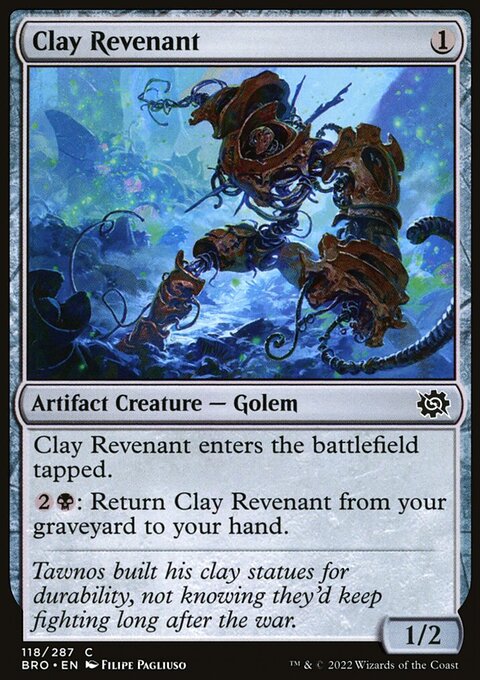 Clay Revenant 1
Artifact Creature — Golem
Clay Revenant enters the battlefield
tapped.
2: Return Clay Revenant from your
graveyard to your hand.
Tawnos built his clay statues for
durability, not knowing they’d keep
fighting long after the war.
1/2
118/287 C
BRO • EN Filipe Pagliuso
™ & © 2022 Wizards of the Coast